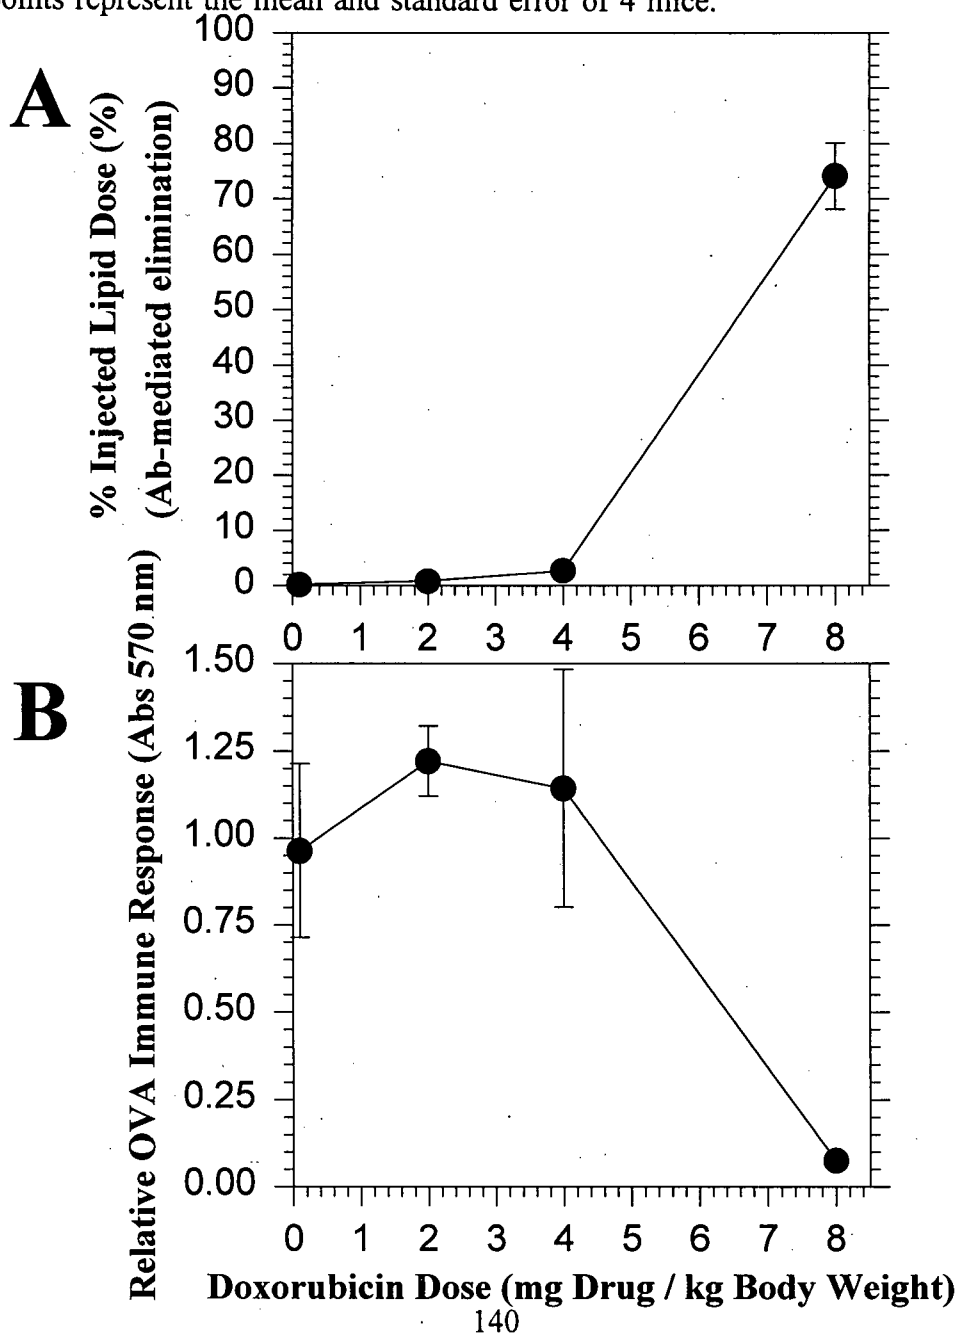 points represent the mean and standard error of 4 mice.
A
% Injected Lipid Dose (%)
(Ab-mediated elimination)
100
90
80
70
60
50
40
30
20
10
0
0 1 2 3 4 5 6 7 8
B
Relative OVA Immune Response (Abs 570 nm)
1.50
1.25
1.00
0.75
0.50
0.25
0.00
0 1 2 3 4 5 6 7 8
Doxorubicin Dose (mg Drug / kg Body Weight)
140